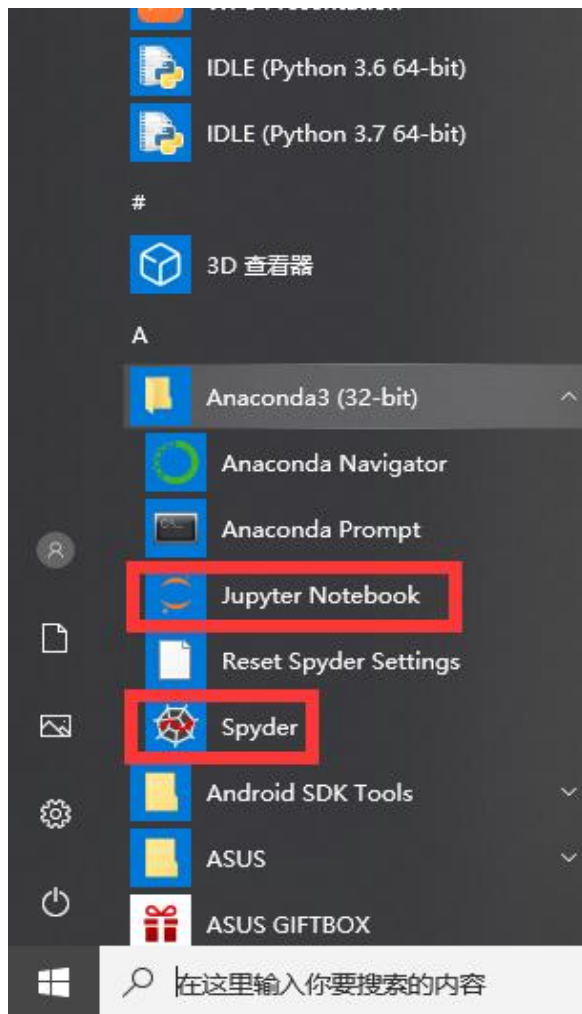 IDLE (Python 3.6 64-bit)
IDLE (Python 3.7 64-bit)
#
3D 查看器
A
Anaconda3 (32-bit)
Anaconda Navigator
Anaconda Prompt
Jupyter Notebook
Reset Spyder Settings
Spyder
Android SDK Tools
ASUS
ASUS GIFTBOX
在这里输入你要搜索的内容